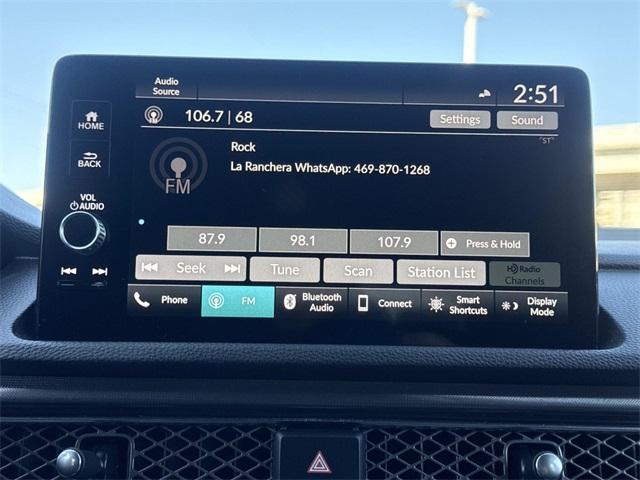 Audio
Source
2:51
HOME
106.7 | 68
Settings
Sound
"ST"
Rock
BACK
La Ranchera WhatsApp: 469-870-1268
FM
VOL
AUDIO
87.9
98.1
107.9
Press & Hold
Seek
Tune
Scan
Station List
HD Radio
Channels
Phone
FM
Bluetooth
Audio
Connect
Smart
Shortcuts
Display
Mode